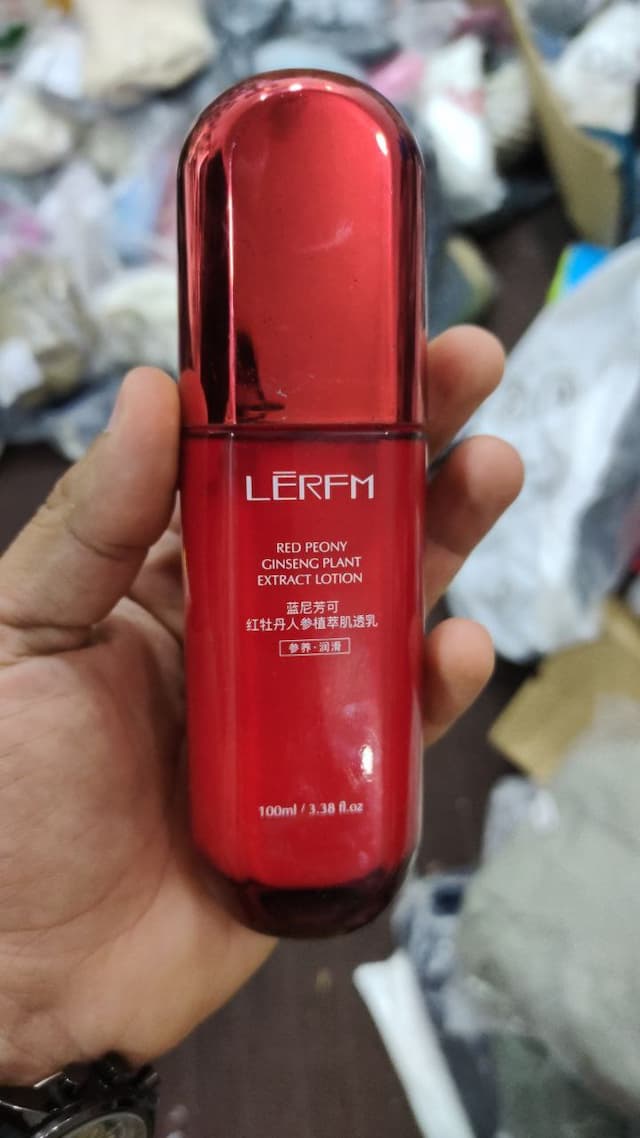 LĒRFM
RED PEONY
GINSENG PLANT
EXTRACT LOTION
蓝尼芳可
红牡丹人参植萃肌透乳
参养·润滑
100ml / 3.38 fl.oz